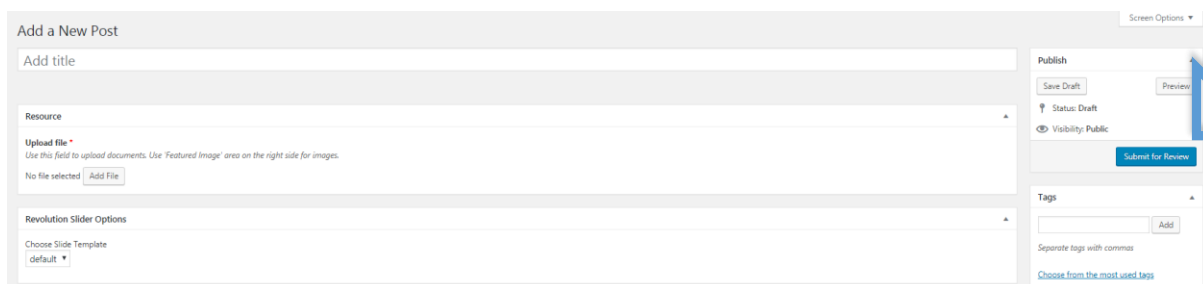 Screen Options
Add a New Post
Add title
Resource
Upload file *
Use this field to upload documents. Use 'Featured Image' area on the right side for images.
No file selected Add File
Revolution Slider Options
Choose Slide Template
default
Publish
Save Draft Preview
Status: Draft
Visibility: Public
Submit for Review
Tags
Add
Separate tags with commas
Choose from the most used tags